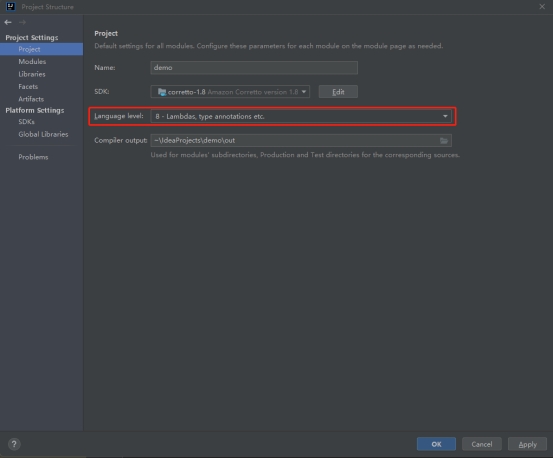 Project Structure
Project Settings
Project
Modules
Libraries
Facets
Artifacts
Platform Settings
SDKs
Global Libraries
Problems
Project
Default settings for all modules. Configure these parameters for each module on the module page as needed.
Name: demo
SDK: corretto-1.8 Amazon Corretto version 1.8 Edit
Language level: 8 - Lambdas, type annotations etc.
Compiler output: ~\IdeaProjects\demo\out
Used for modules' subdirectories, Production and Test directories for the corresponding sources.
? OK Cancel Apply